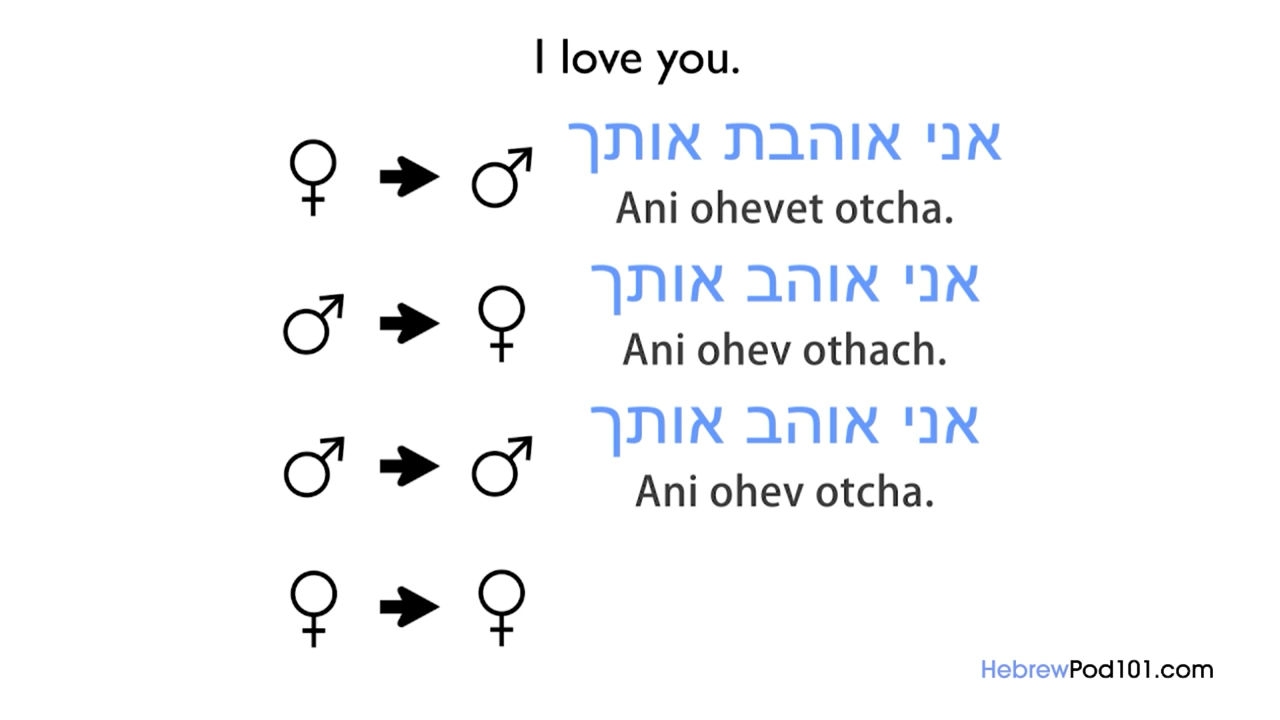 I love you.
אני אוהבת אותך
Ani ohevet otcha.
אני אוהב אותך
Ani ohev othach.
אני אוהב אותך
Ani ohev otcha.
HebrewPod101.com